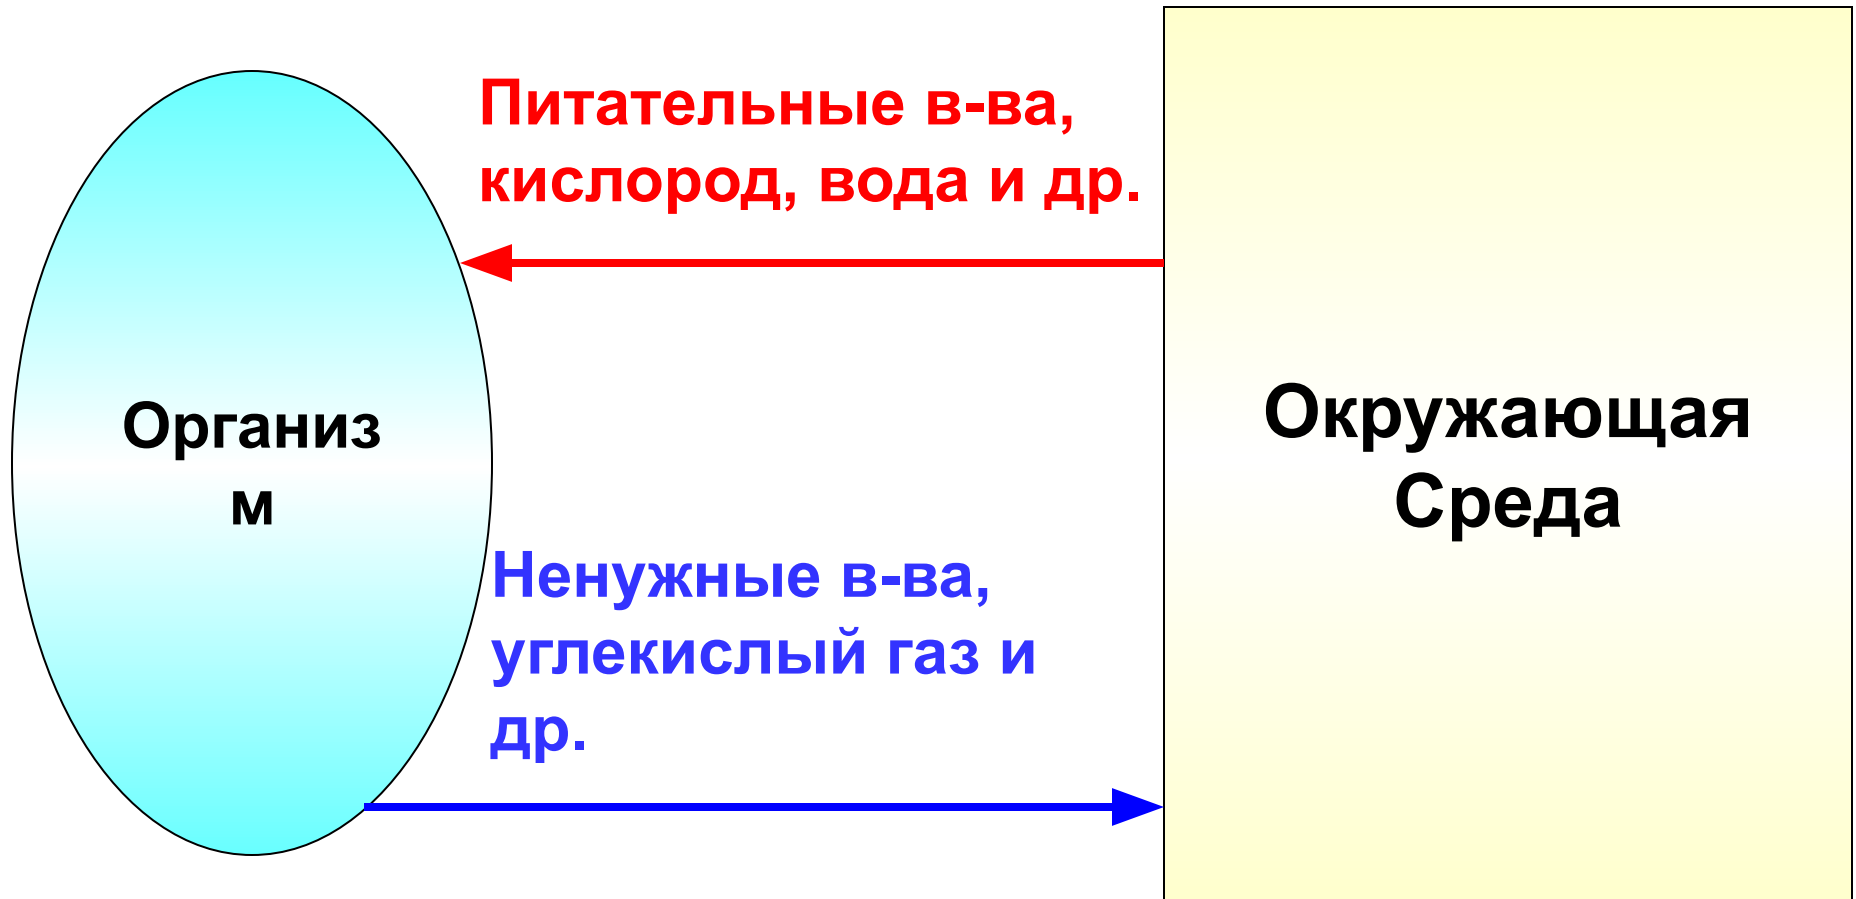 Питательные в-ва,
кислород, вода и др.
Организ
м
Окружающая
Среда
Ненужные в-ва,
углекислый газ и
др.